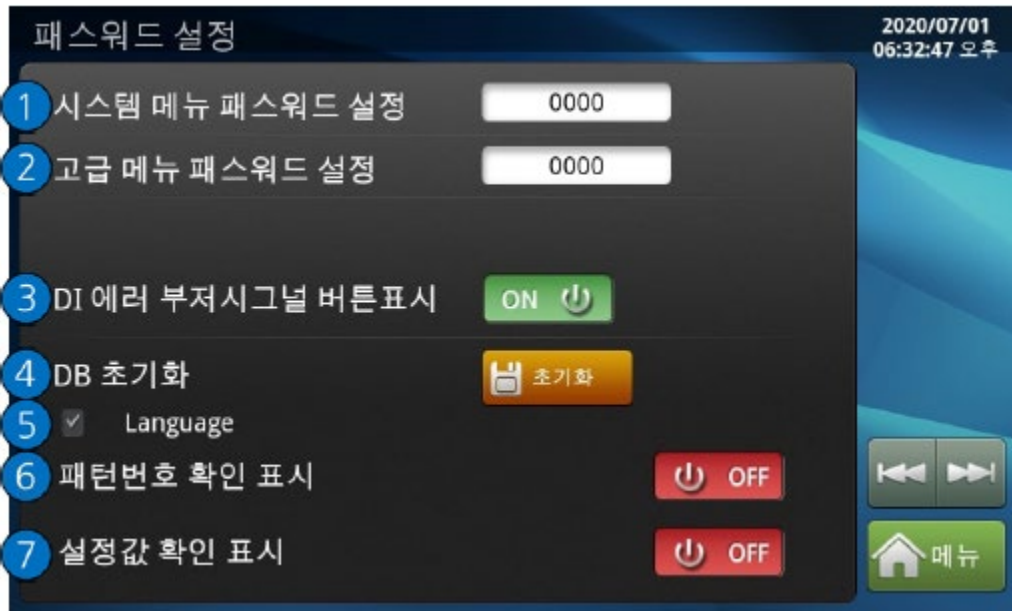 패스워드 설정
2020/07/01
06:32:47 오후
1 시스템 메뉴 패스워드 설정 0000
2 고급 메뉴 패스워드 설정 0000
3 DI 에러 부저시그널 버튼표시 ON
4 DB 초기화 초기화
5 Language
6 패턴번호 확인 표시 OFF
7 설정값 확인 표시 OFF
메뉴